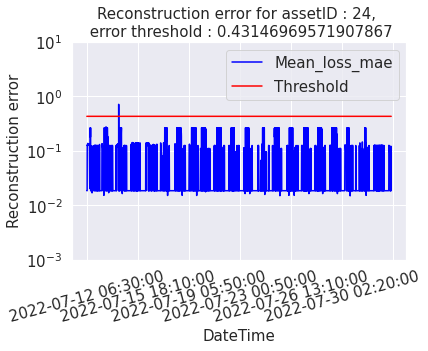 Reconstruction error for assetID : 24,
error threshold : 0.43146969571907867
Reconstruction error
10¹
10⁰
10⁻¹
10⁻²
10⁻³
Mean_loss_mae
Threshold
2022-07-12 06:30:00
2022-07-15 18:10:00
2022-07-19 05:50:00
2022-07-23 00:50:00
2022-07-26 13:10:00
2022-07-30 02:20:00
DateTime